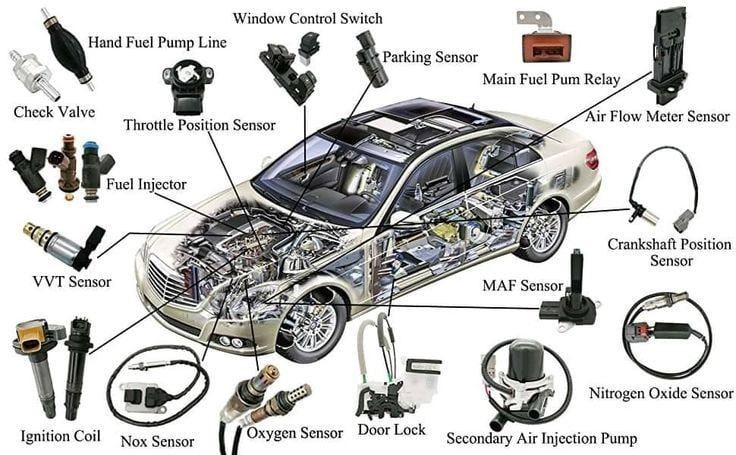 Window Control Switch
Hand Fuel Pump Line
Parking Sensor
Main Fuel Pum Relay
Check Valve
Throttle Position Sensor
Air Flow Meter Sensor
Fuel Injector
Crankshaft Position
Sensor
VVT Sensor
MAF Sensor
Nitrogen Oxide Sensor
Ignition Coil
Nox Sensor
Oxygen Sensor
Door Lock
Secondary Air Injection Pump